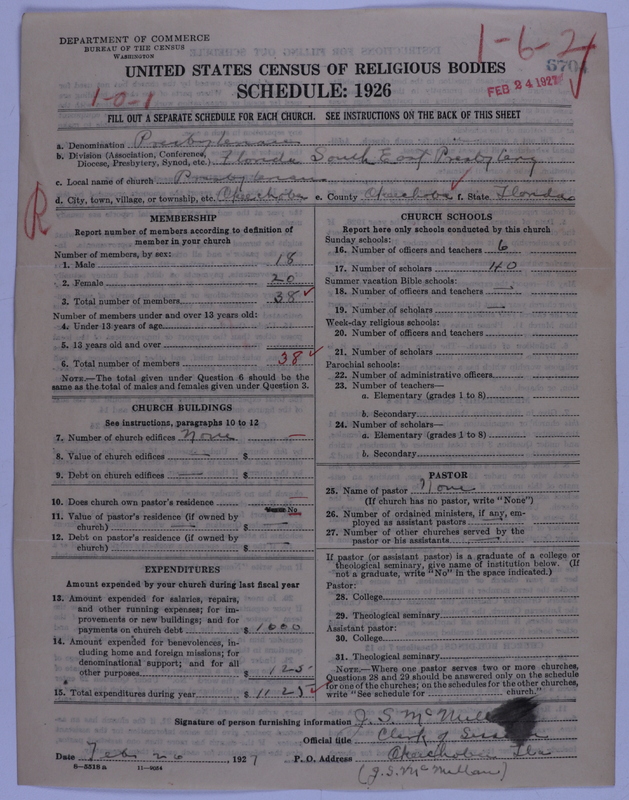 DEPARTMENT OF COMMERCE
BUREAU OF THE CENSUS
WASHINGTON
1-6-2
670
UNITED STATES CENSUS OF RELIGIOUS BODIES
FEB 24 1927
SCHEDULE: 1926
1-0-1
FILL OUT A SEPARATE SCHEDULE FOR EACH CHURCH. SEE INSTRUCTIONS ON THE BACK OF THIS SHEET
a. Denomination Presbyterian
b. Division (Association, Conference, Diocese, Presbytery, Synod, etc.) Florida South East Presbytery
c. Local name of church Presbyterian
d. City, town, village, or township, etc. Okeechobee e. County Okeechobee f. State Florida
R
MEMBERSHIP
Report number of members according to definition of
member in your church
Number of members, by sex:
1. Male 18
2. Female 20
3. Total number of members 38
Number of members under and over 13 years old:
4. Under 13 years of age
5. 13 years old and over
6. Total number of members 38
NOTE.—The total given under Question 6 should be the
same as the total of males and females given under Question 3.
CHURCH BUILDINGS
See instructions, paragraphs 10 to 12
7. Number of church edifices None
8. Value of church edifices — $
9. Debt on church edifices — $
10. Does church own pastor's residence
No
11. Value of pastor's residence (if owned by
church) — $ —
12. Debt on pastor's residence (if owned by
church) $ —
EXPENDITURES
Amount expended by your church during last fiscal year
13. Amount expended for salaries, repairs,
and other running expenses; for im-
provements or new buildings; and for
payments on church debt $ 1000
14. Amount expended for benevolences, in-
cluding home and foreign missions; for
denominational support; and for all
other purposes $ 125
15. Total expenditures during year $ 1125
CHURCH SCHOOLS
Report here only schools conducted by this church
Sunday schools:
16. Number of officers and teachers 6
17. Number of scholars 40
Summer vacation Bible schools:
18. Number of officers and teachers —
19. Number of scholars —
Week-day religious schools:
20. Number of officers and teachers
21. Number of scholars
Parochial schools:
22. Number of administrative officers
23. Number of teachers—
a. Elementary (grades 1 to 8)
b. Secondary
24. Number of scholars—
a. Elementary (grades 1 to 8)
b. Secondary
PASTOR
25. Name of pastor None
(If church has no pastor, write "None")
26. Number of ordained ministers, if any, em-
ployed as assistant pastors —
27. Number of other churches served by the
pastor or his assistants —
If pastor (or assistant pastor) is a graduate of a college or
theological seminary, give name of institution below. (If
not a graduate, write "No" in the space indicated.)
Pastor:
28. College
29. Theological seminary
Assistant pastor:
30. College
31. Theological seminary
NOTE.—Where one pastor serves two or more churches,
Questions 28 and 29 should be answered only on the schedule
for one of the churches; on the schedules for the other churches,
write "See schedule for church."
Signature of person furnishing information J. S. McMillan
Official title Clerk of Session
Date Feb 20, 1927 P. O. Address Okeechobee Fla
8-5518 a 11-9054
(J. S. McMillan)